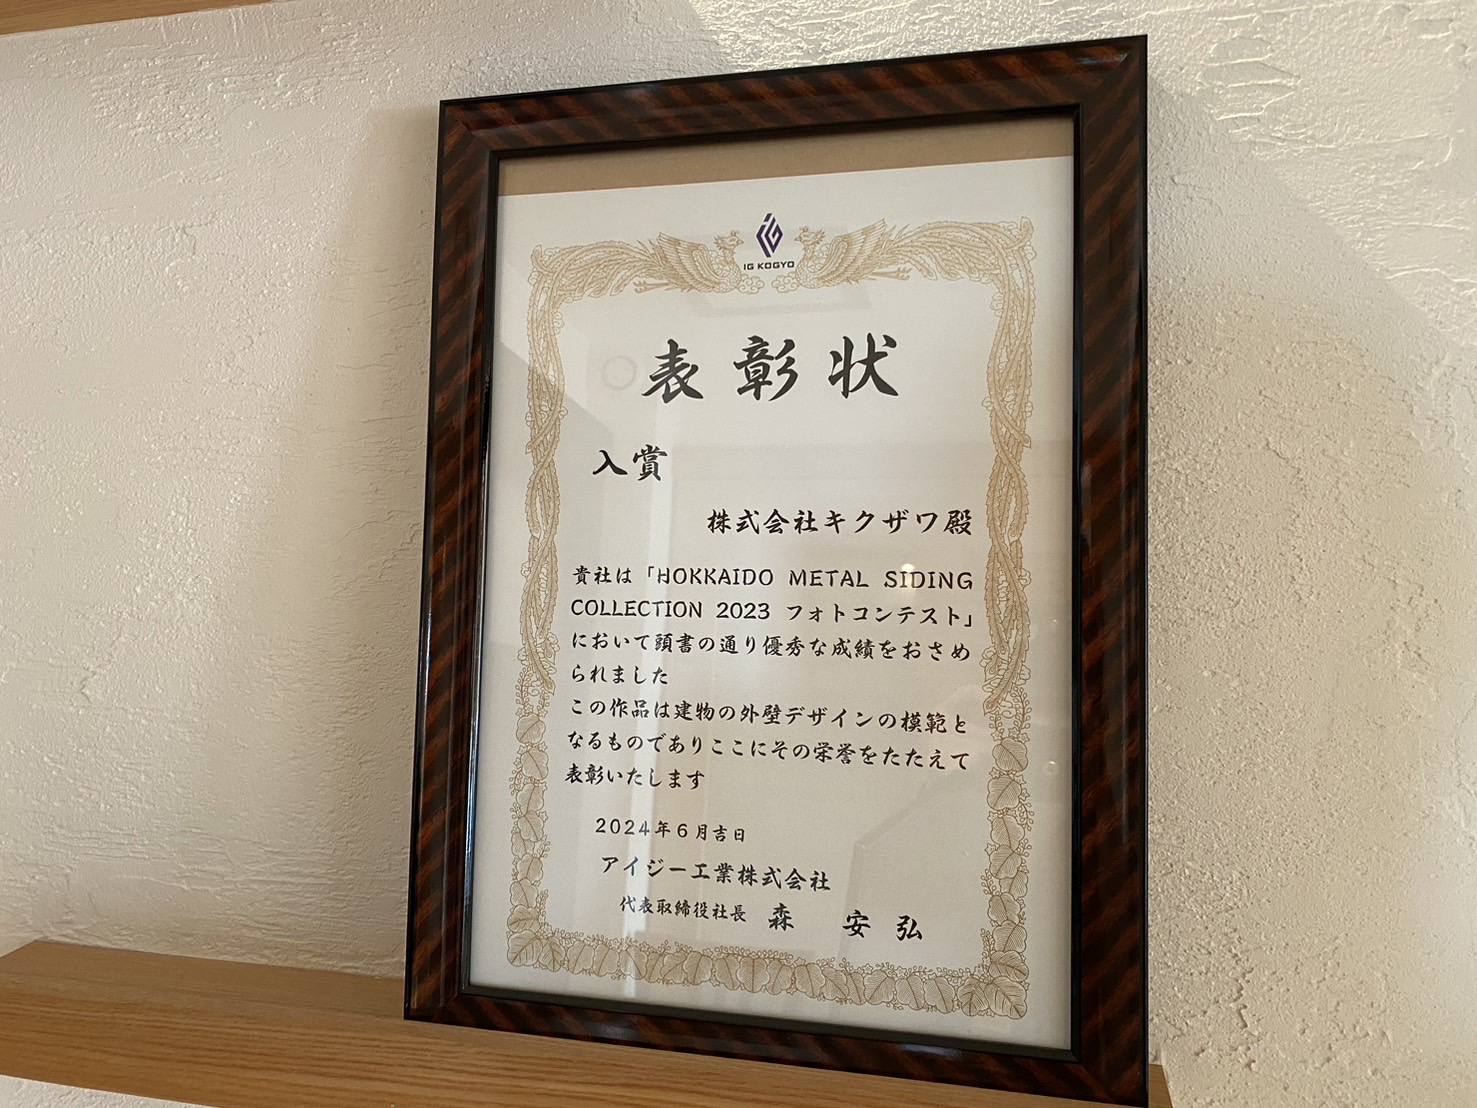 IG KOGYO
表彰状
入賞
株式会社キクザワ殿
貴社は「HOKKAIDO METAL SIDING
COLLECTION 2023 フォトコンテスト」
において頭書の通り優秀な成績をおさめ
られました
この作品は建物の外壁デザインの模範と
なるものでありここにその栄誉をたたえて
表彰いたします
2024年6月吉日
アイジー工業株式会社
代表取締役社長 森 安弘